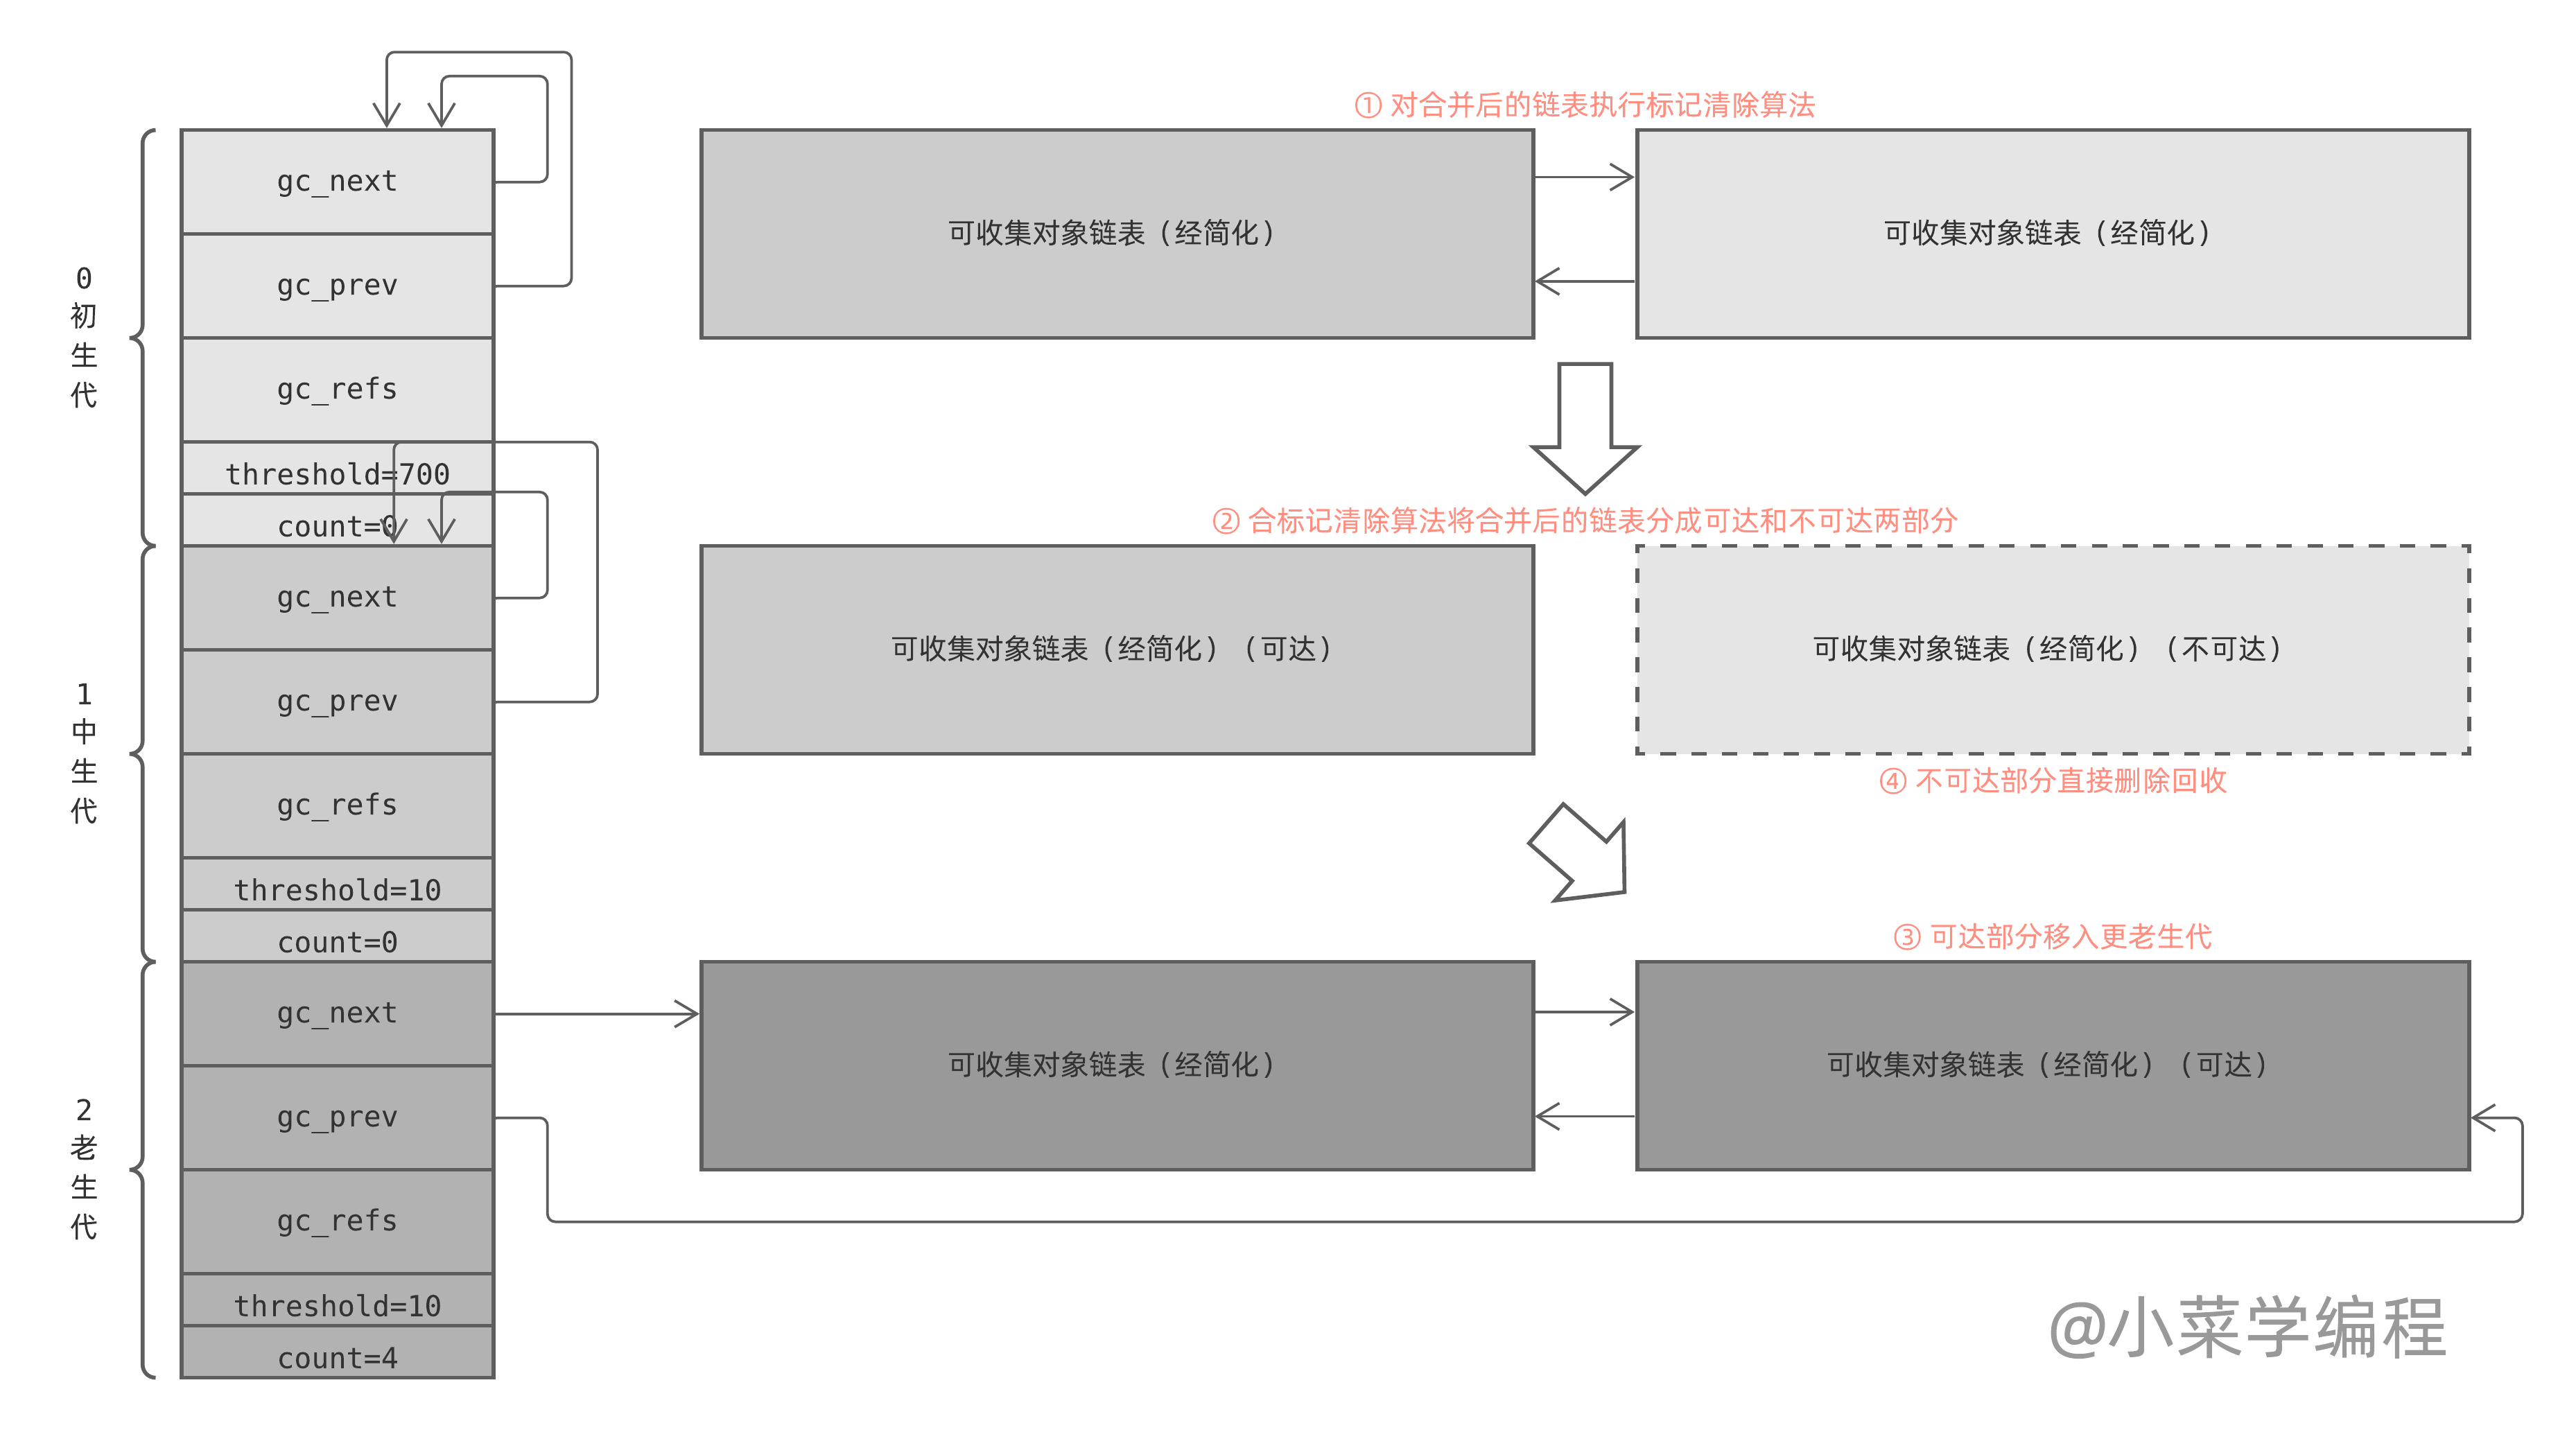 0
初
生
代
gc_next
gc_prev
gc_refs
threshold=700
count=0
1
中
生
代
gc_next
gc_prev
gc_refs
threshold=10
count=0
2
老
生
代
gc_next
gc_prev
gc_refs
threshold=10
count=4
① 对合并后的链表执行标记清除算法
可收集对象链表（经简化）
可收集对象链表（经简化）
② 合标记清除算法将合并后的链表分成可达和不可达两部分
可收集对象链表（经简化）（可达）
可收集对象链表（经简化）（不可达）
④ 不可达部分直接删除回收
③ 可达部分移入更老生代
可收集对象链表（经简化）
可收集对象链表（经简化）（可达）
@小菜学编程